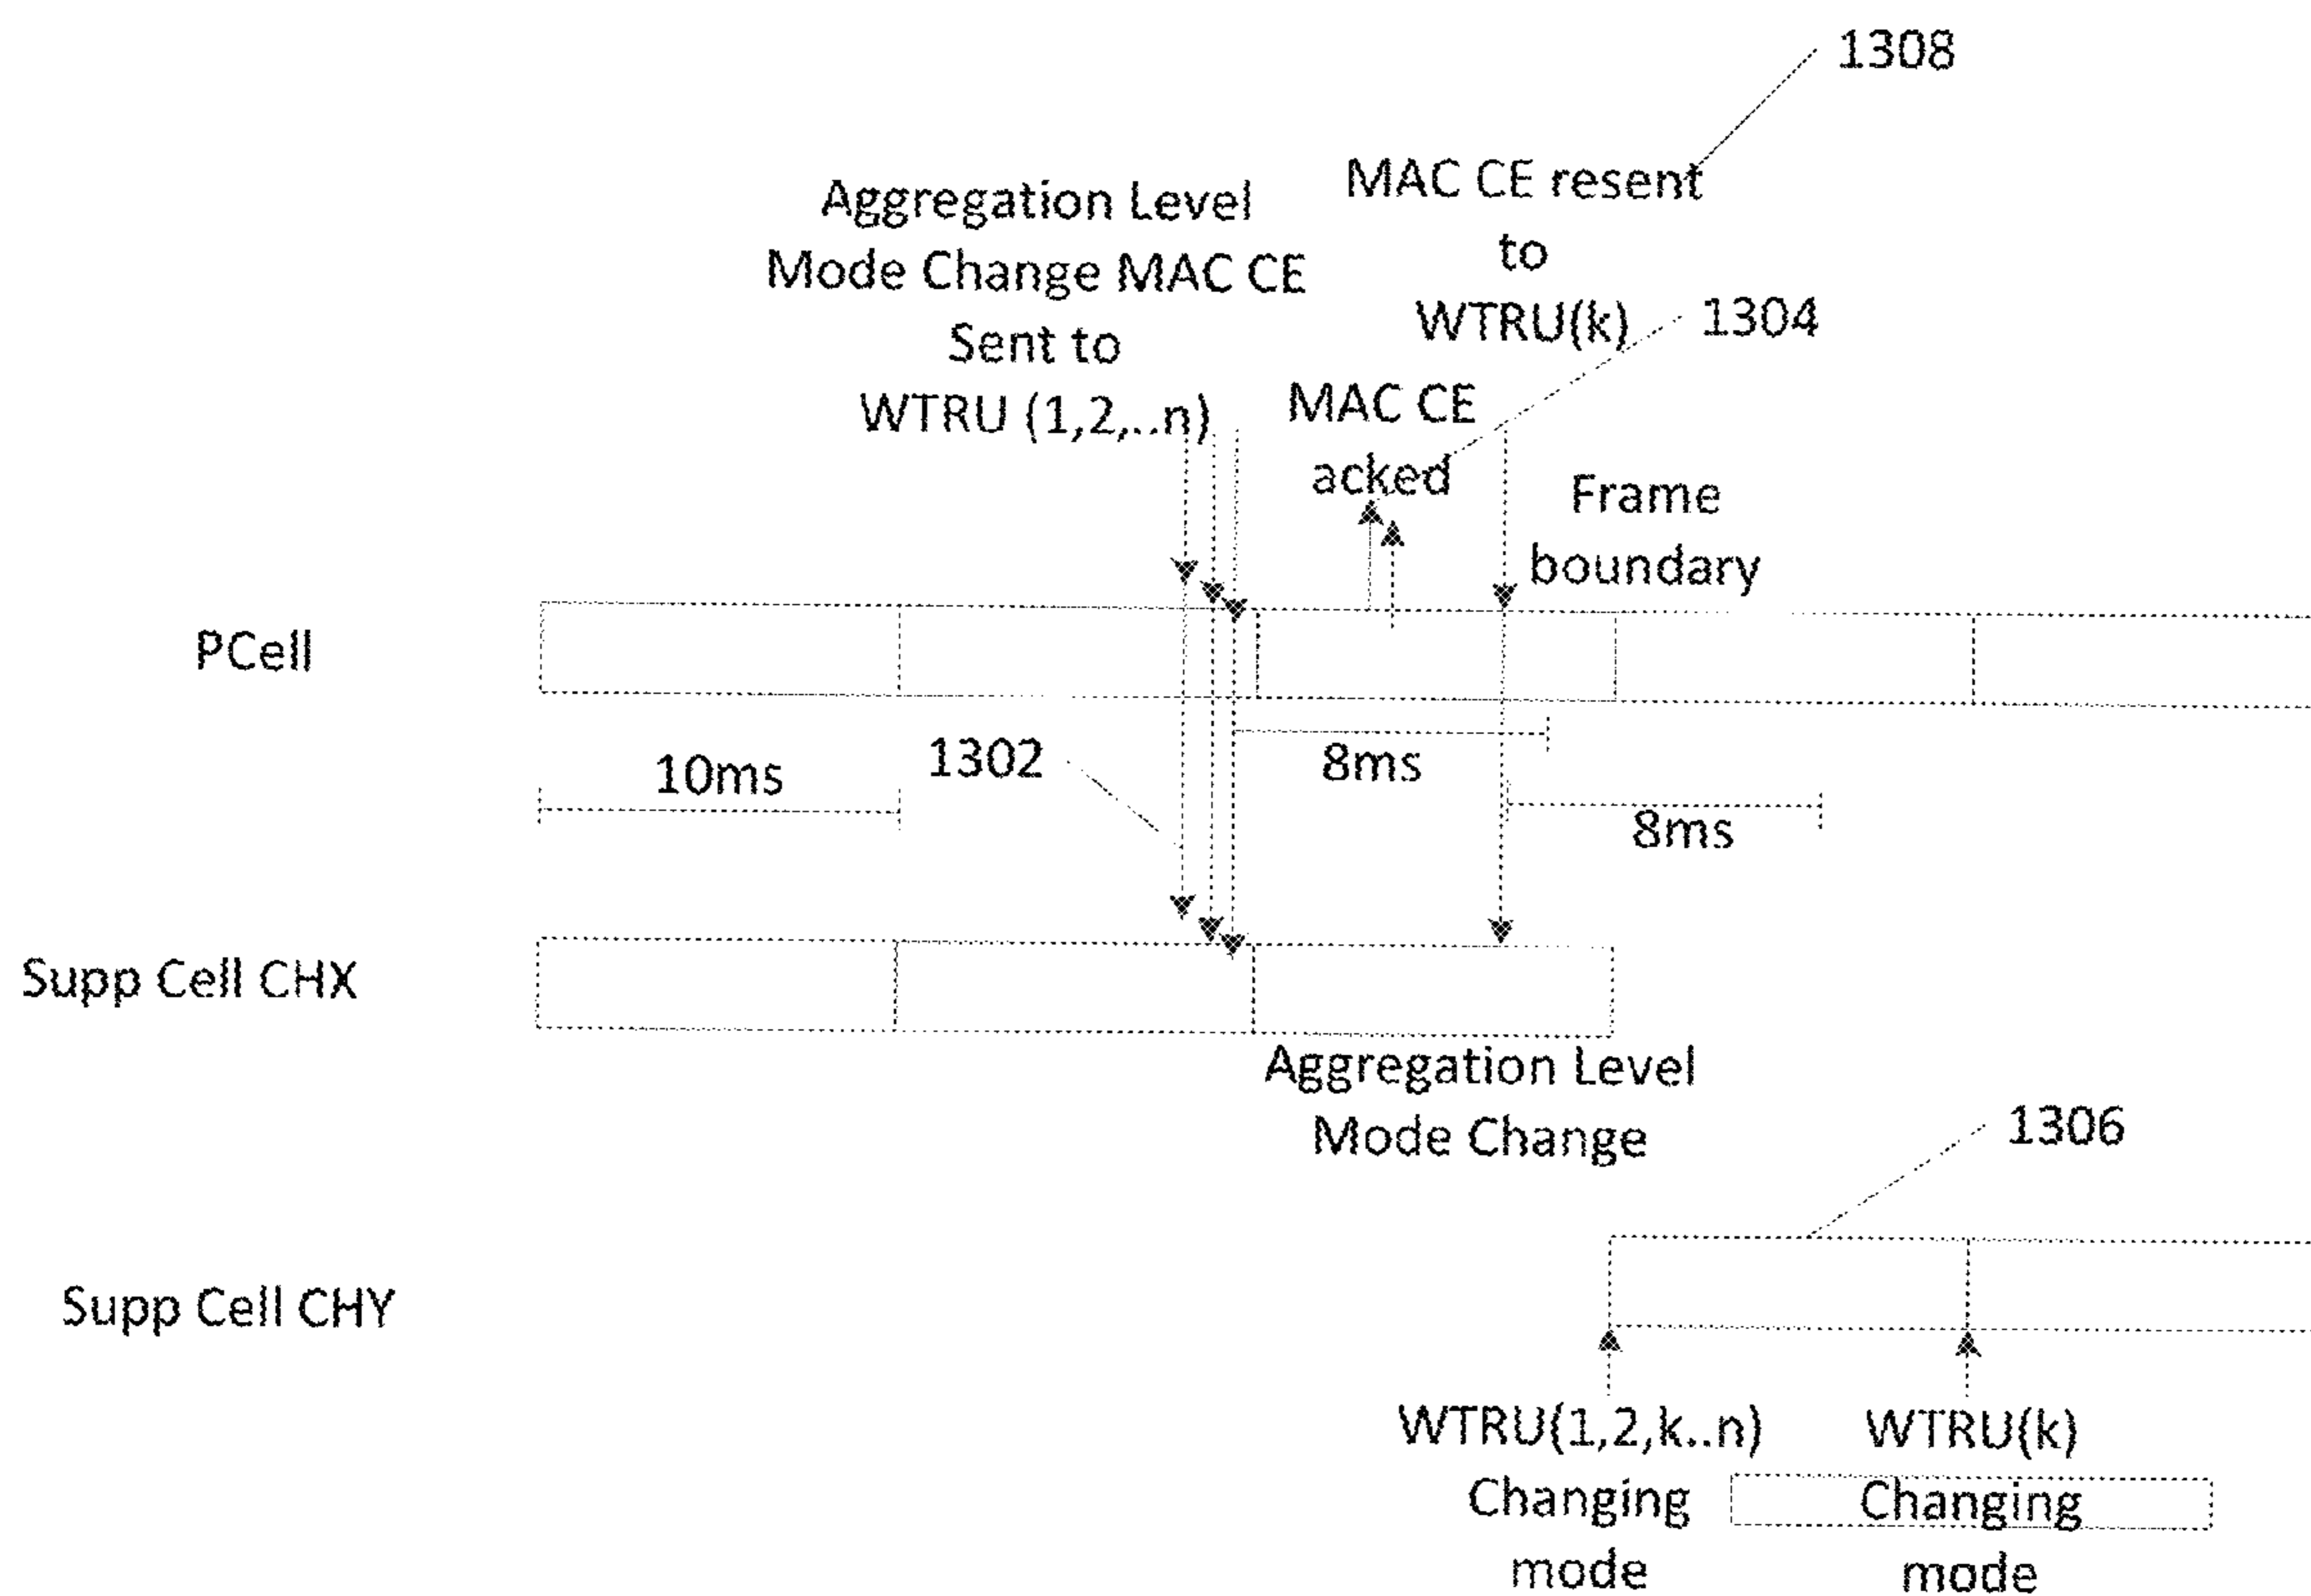 1308
MAC CE resent
to
WTRU(k)
Aggregation Level
Mode Change MAC CE
Sent to
WTRU (1,2,..n)
1304
MAC CE
acked
Frame
boundary
PCell
10ms
1302
8ms
8ms
Supp Cell CHX
Aggregation Level
Mode Change
1306
Supp Cell CHY
WTRU(1,2,k..n)
Changing
mode
WTRU(k)
Changing
mode